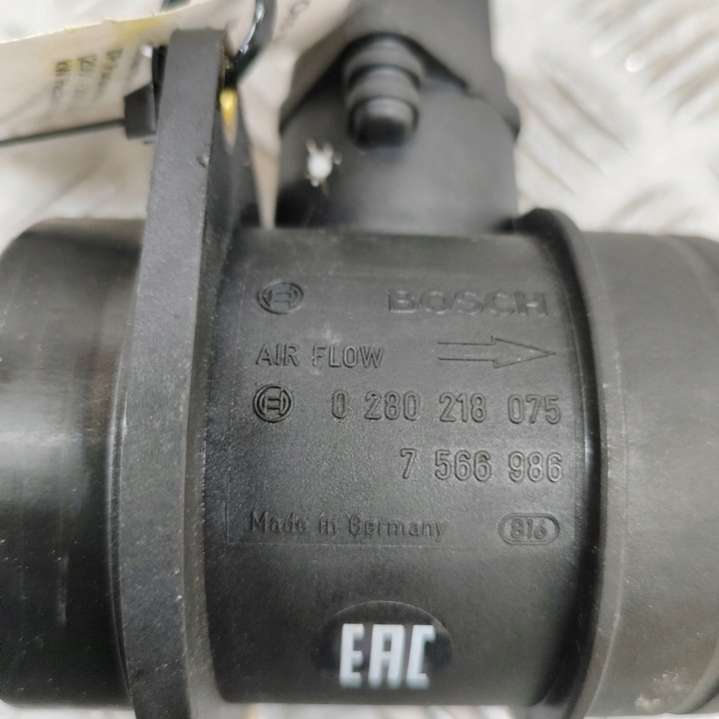 BOSCH
AIR FLOW
0 280 218 075
7 566 986
Made in Germany 816
EAC